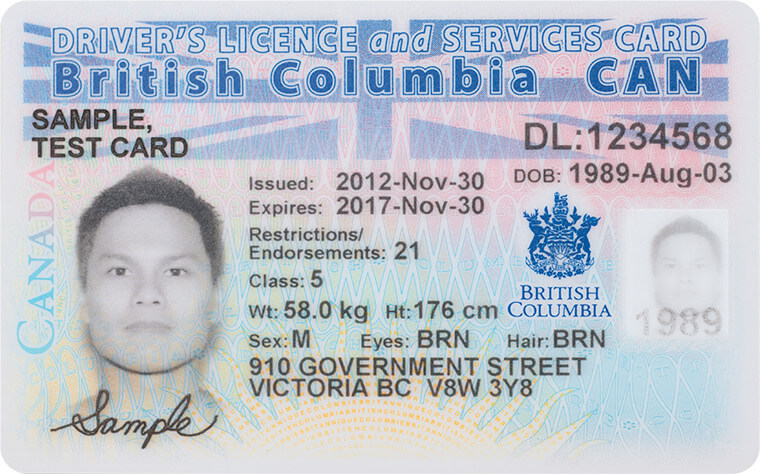 DRIVER'S LICENCE and SERVICES CARD
British Columbia CAN
SAMPLE,
TEST CARD
DL:1234568
DOB: 1989-Aug-03
Issued: 2012-Nov-30
Expires: 2017-Nov-30
Restrictions/
Endorsements: 21
Class: 5
Wt: 58.0 kg Ht: 176 cm
Sex: M Eyes: BRN Hair: BRN
910 GOVERNMENT STREET
VICTORIA BC V8W 3Y8
CANADA
BRITISH
COLUMBIA
1989
Sample